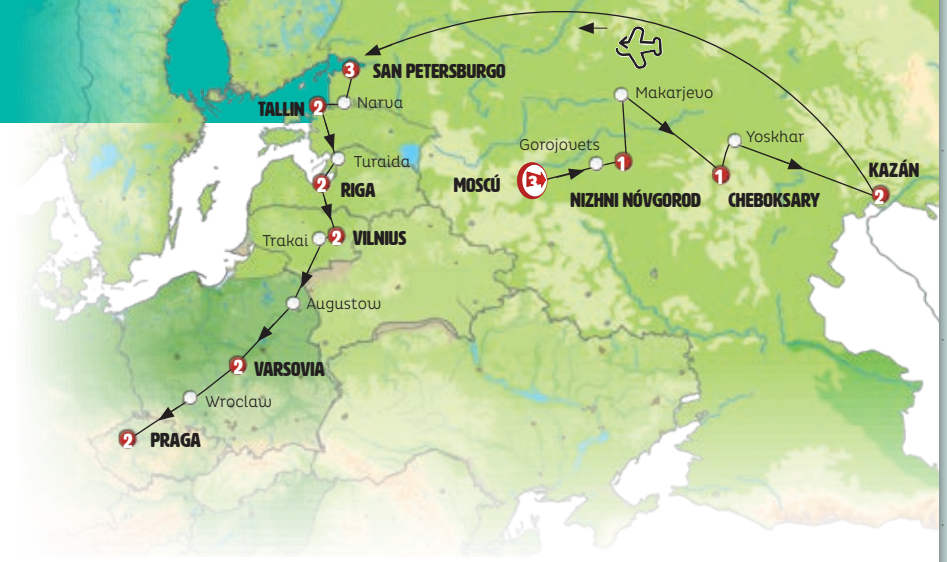 3 SAN PETERSBURGO
Makarjevo
TALLIN 2
Narva
Yoskhar
Gorojovets
Turaida
1
KAZÁN
MOSCÚ 3
1
2 RIGA
NIZHNI NÓVGOROD
CHEBOKSARY
2
Trakai
2 VILNIUS
Augustow
2 VARSOVIA
Wroclaw
2 PRAGA